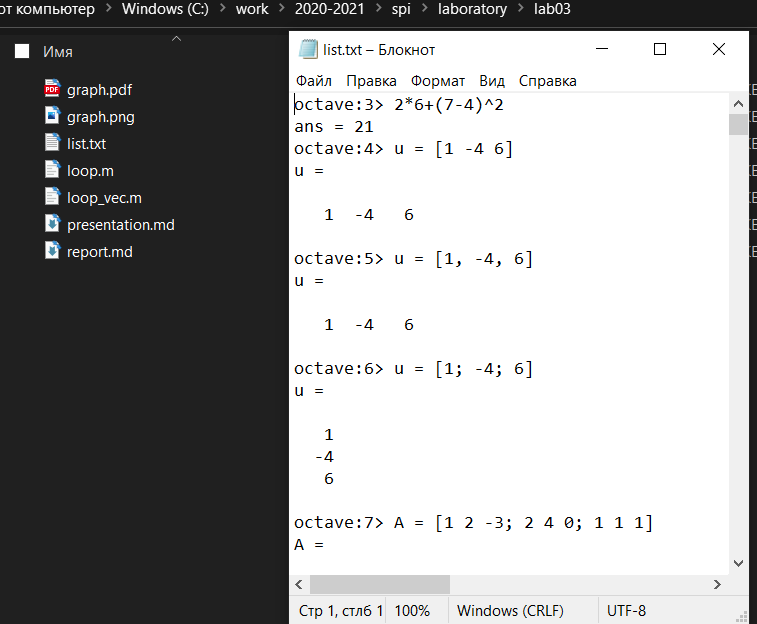 от компьютер > Windows (C:) > work > 2020-2021 > spi > laboratory > lab03
Имя
graph.pdf
graph.png
list.txt
loop.m
loop_vec.m
presentation.md
report.md
list.txt – Блокнот
Файл Правка Формат Вид Справка
octave:3> 2*6+(7-4)^2
ans = 21
octave:4> u = [1 -4 6]
u =
1 -4 6
octave:5> u = [1, -4, 6]
u =
1 -4 6
octave:6> u = [1; -4; 6]
u =
1
-4
6
octave:7> A = [1 2 -3; 2 4 0; 1 1 1]
A =
Стр 1, стлб 1 100% Windows (CRLF) UTF-8